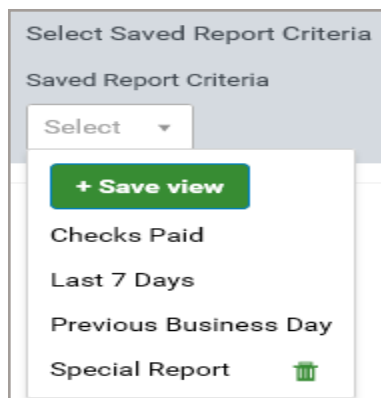 Select Saved Report Criteria
Saved Report Criteria
Select
+ Save view
Checks Paid
Last 7 Days
Previous Business Day
Special Report